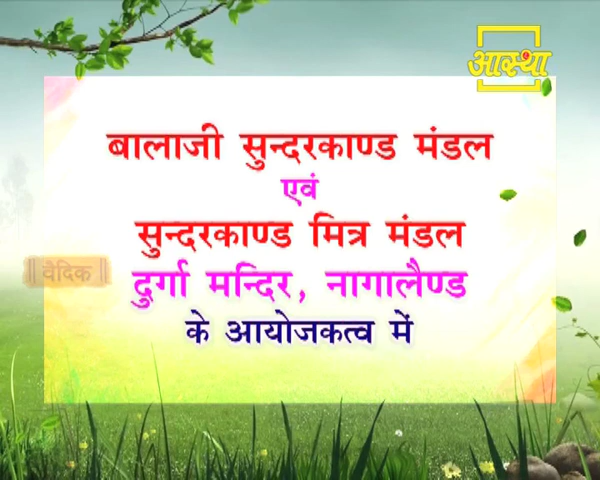 आस्था
बालाजी सुन्दरकाण्ड मंडल
एवं
सुन्दरकाण्ड मित्र मंडल
॥ वैदिक ॥
दुर्गा मन्दिर, नागालैण्ड
के आयोजकत्व में